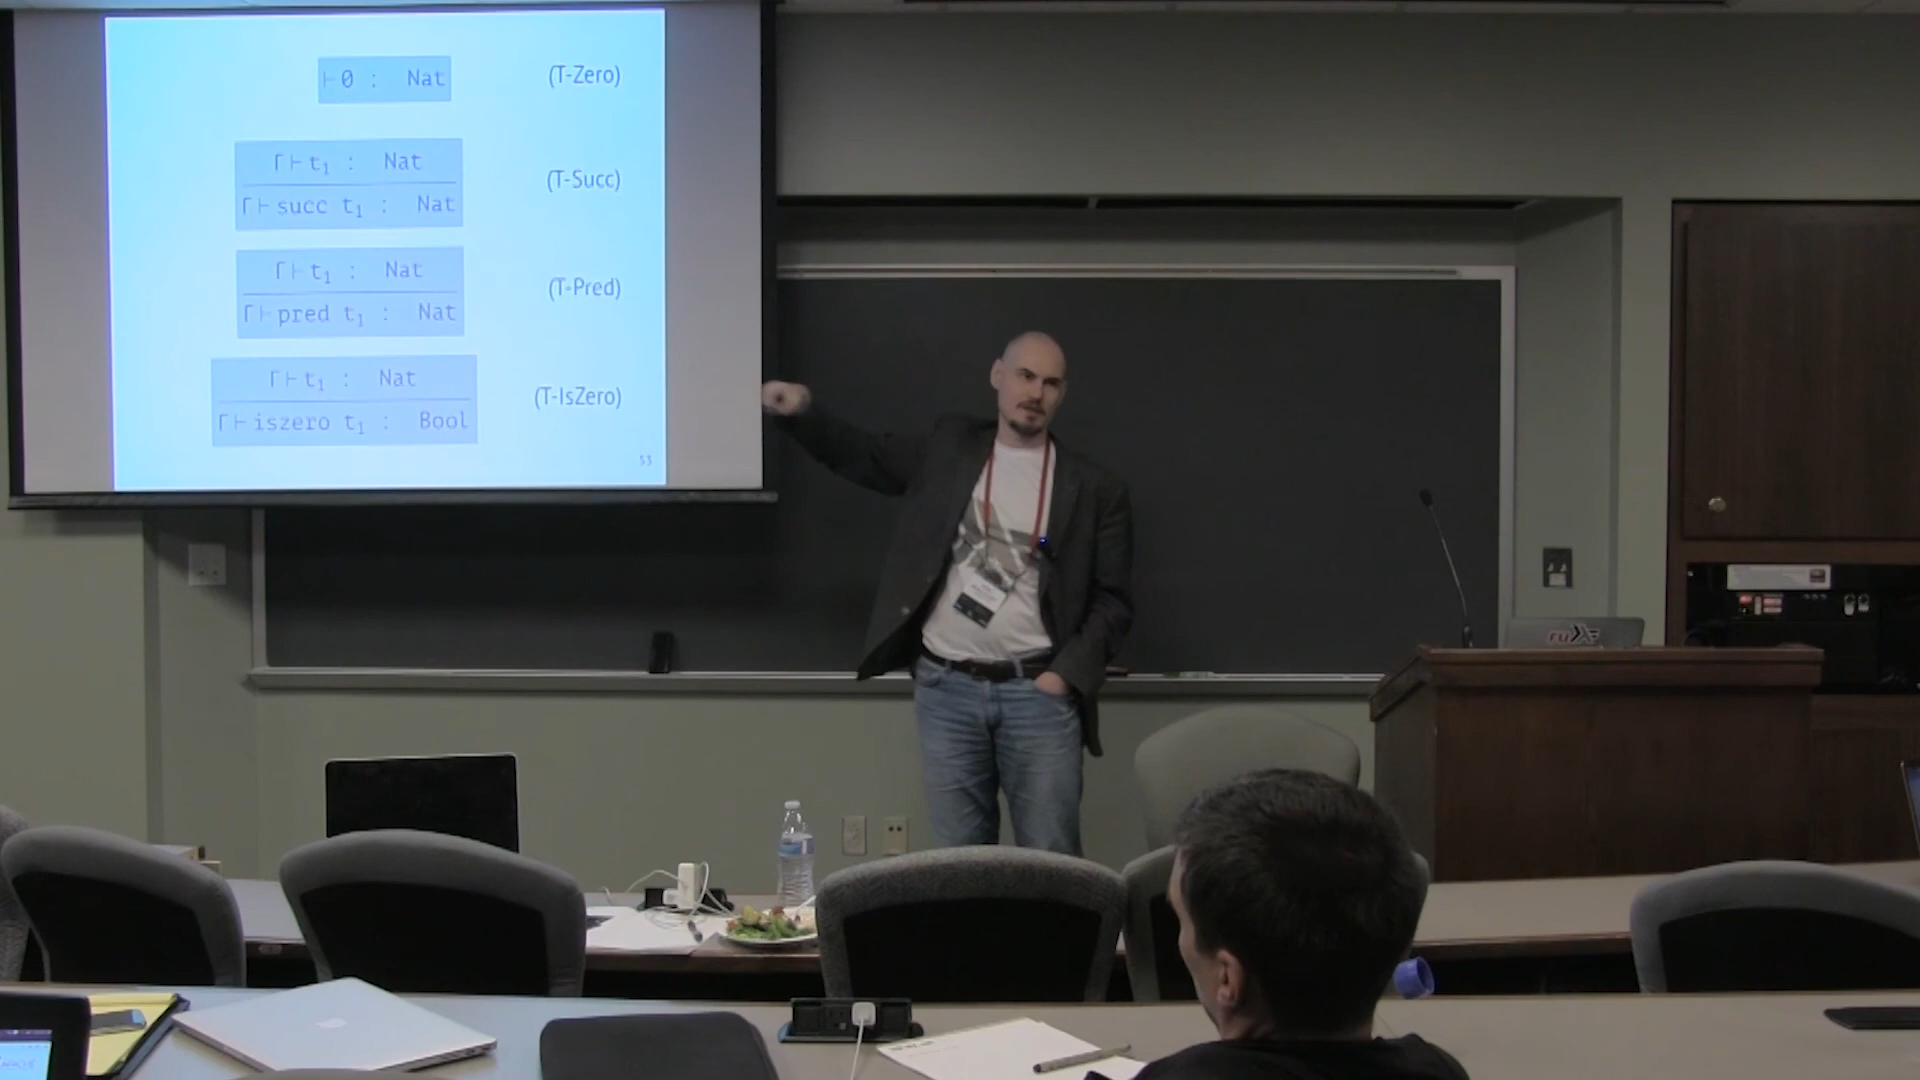 ⊢0 : Nat (T-Zero)
Γ⊢t₁ : Nat
Γ⊢succ t₁ : Nat (T-Succ)
Γ⊢t₁ : Nat
Γ⊢pred t₁ : Nat (T-Pred)
Γ⊢t₁ : Nat
Γ⊢iszero t₁ : Bool (T-IsZero)
53